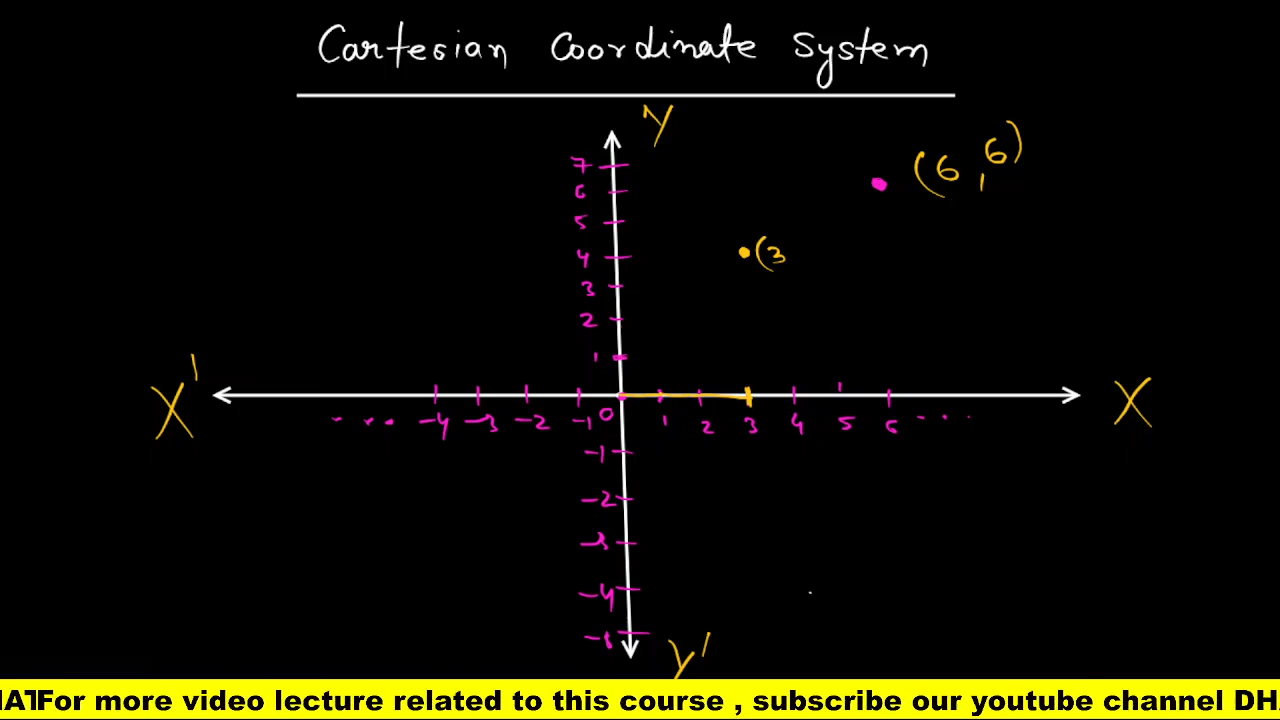 Cartesian Coordinate System
Y
(6,6)
7
6
5
(3
4
3
2
1
X'
X
-4 -3 -2 -1 0 1 2 3 4 5 6
-1
-2
-3
-4
Y'
For more video lecture related to this course , subscribe our youtube channel